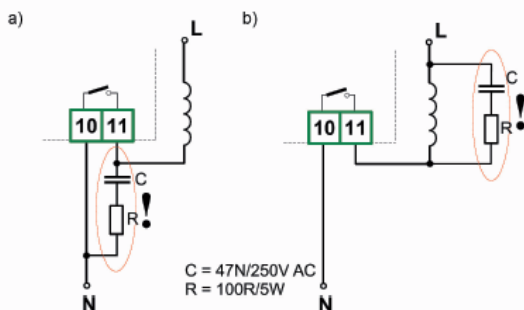 a)
L
10 11
C
R !
N
b)
L
10 11
C
R !
N
C = 47N/250V AC
R = 100R/5W